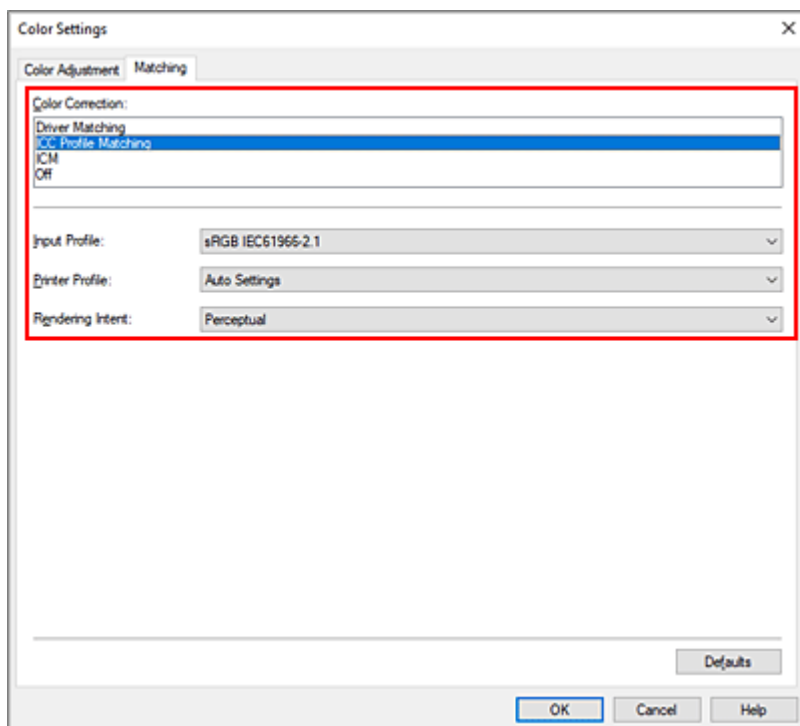 Color Settings
Color Adjustment Matching
Color Correction:
Driver Matching
ICC Profile Matching
ICM
Off
Input Profile: sRGB IEC61966-2.1
Printer Profile: Auto Settings
Rendering Intent: Perceptual
Defaults
OK Cancel Help